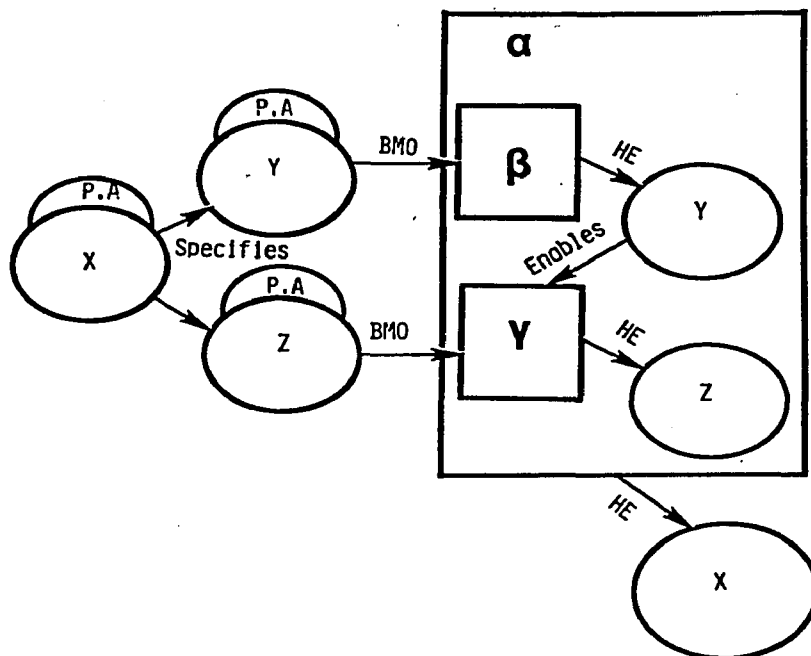 α
P.A
Y
BMO
β
HE
Y
P.A
X
Specifies
Enables
P.A
Z
BMO
γ
HE
Z
HE
X